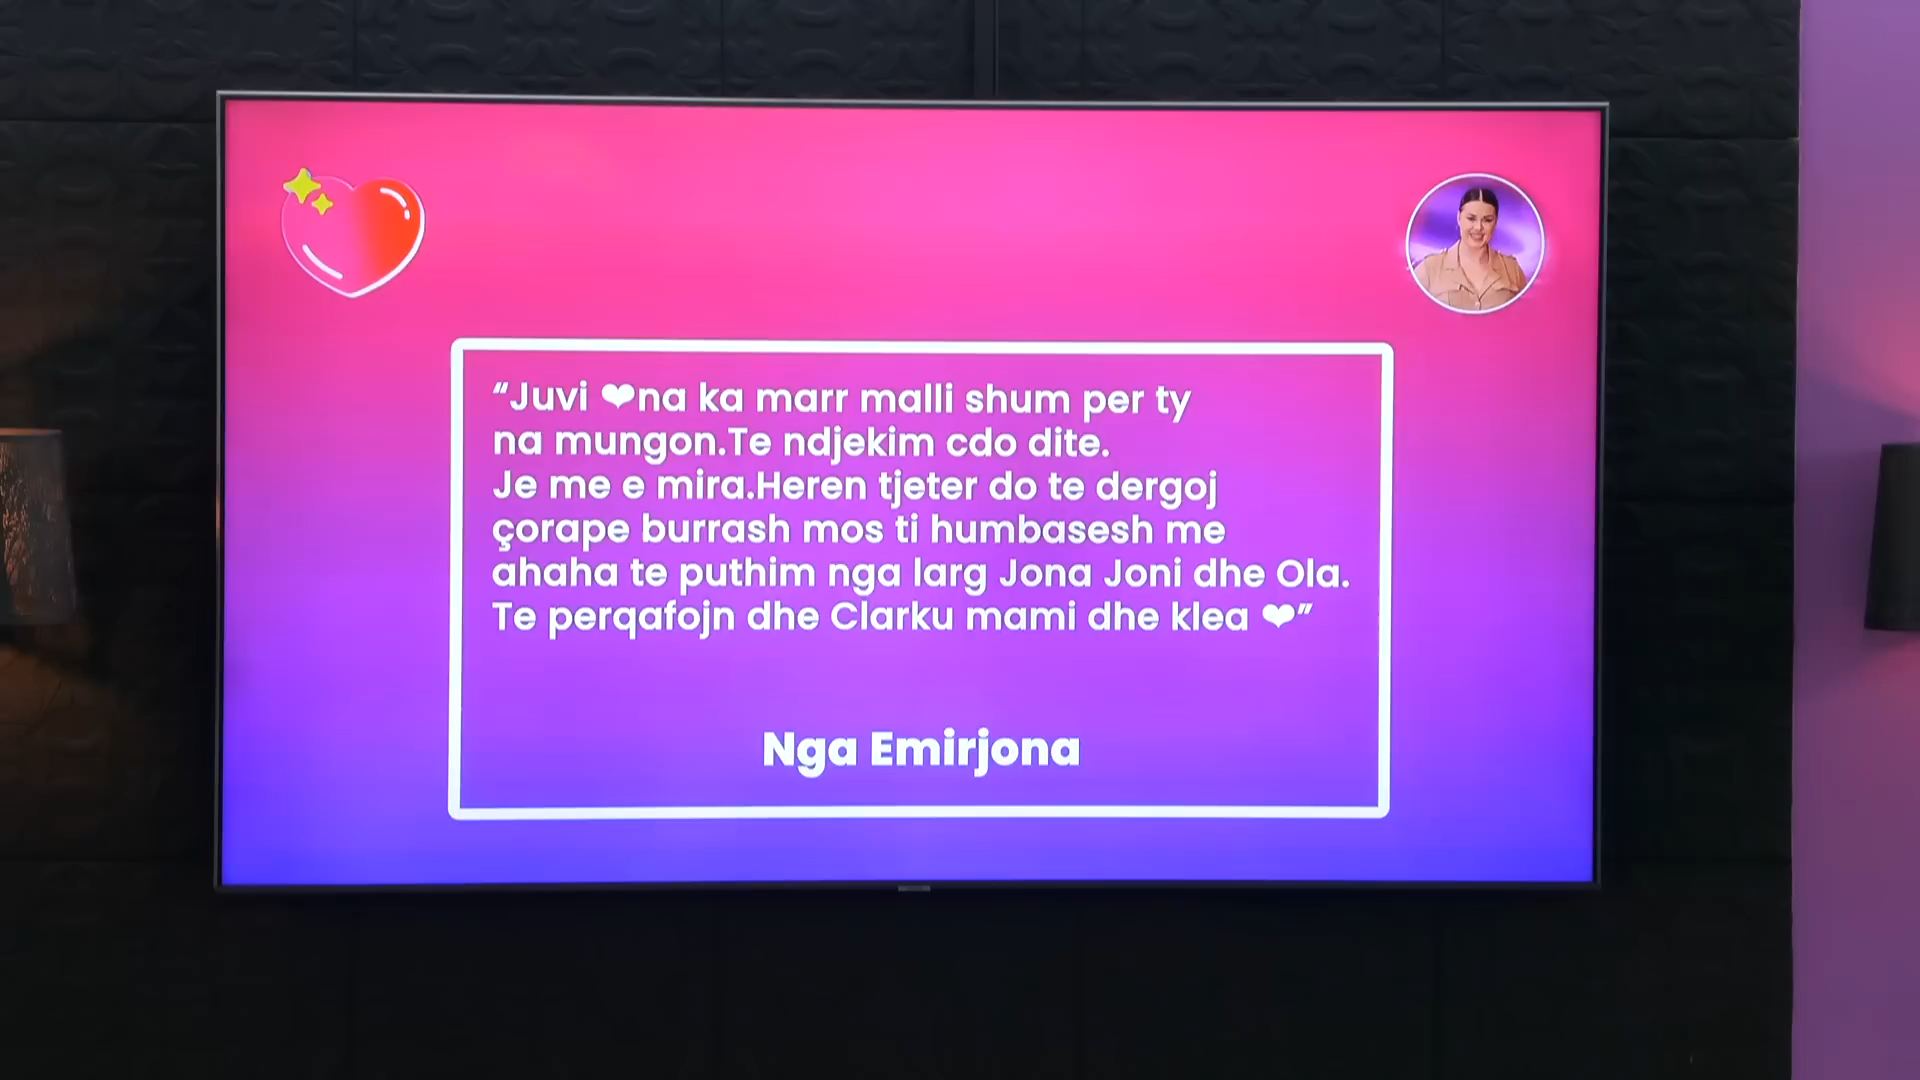 “Juvi ❤na ka marr malli shum per ty
na mungon.Te ndjekim cdo dite.
Je me e mira.Heren tjeter do te dergoj
çorape burrash mos ti humbasesh me
ahaha te puthim nga larg Jona Joni dhe Ola.
Te perqafojn dhe Clarku mami dhe klea ❤”
Nga Emirjona